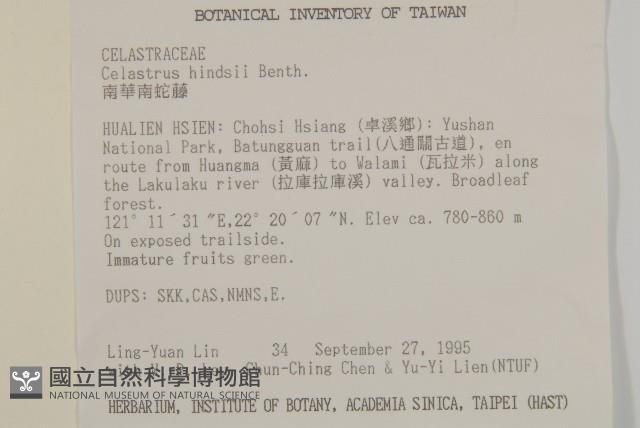 BOTANICAL INVENTORY OF TAIWAN
CELASTRACEAE
Celastrus hindsii Benth.
南華南蛇藤
HUALIEN HSIEN: Chohsi Hsiang (卓溪鄉): Yushan
National Park, Batungguan trail(八通關古道), en
route from Huangma (黃麻) to Walami (瓦拉米) along
the Lakulaku river (拉庫拉庫溪) valley. Broadleaf
forest.
121° 11´31 "E,22° 20´07 "N. Elev ca. 780-860 m
On exposed trailside.
Immature fruits green.
DUPS: SKK,CAS,NMNS,E.
Ling-Yuan Lin 34 September 27, 1995
Chun-Ching Chen & Yu-Yi Lien(NTUF)
國立自然科學博物館
NATIONAL MUSEUM OF NATURAL SCIENCE
HERBARIUM, INSTITUTE OF BOTANY, ACADEMIA SINICA, TAIPEI (HAST)